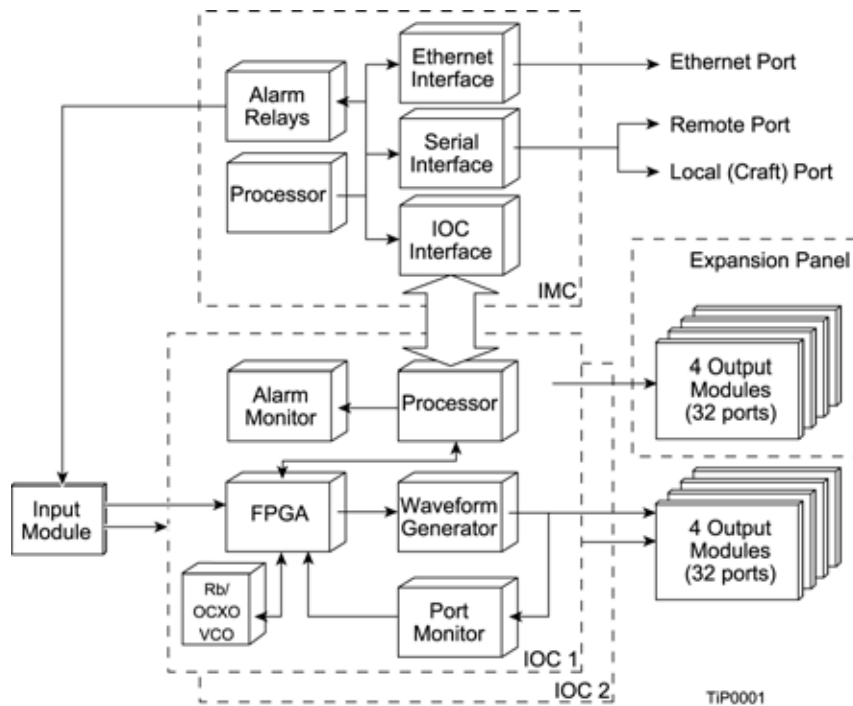 Ethernet
Interface
Ethernet Port
Alarm
Relays
Serial
Interface
Remote Port
Local (Craft) Port
Processor
IOC
Interface
IMC
Expansion Panel
4 Output
Modules
(32 ports)
Alarm
Monitor
Processor
Input
Module
FPGA
Waveform
Generator
4 Output
Modules
(32 ports)
Rb/
OCXO
VCO
Port
Monitor
IOC 1
IOC 2
TiP0001